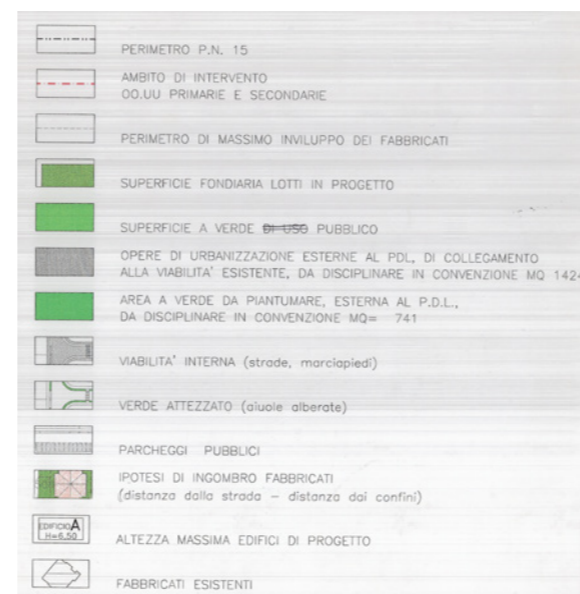 PERIMETRO P.N. 15
AMBITO DI INTERVENTO
OO.UU PRIMARIE E SECONDARIE
PERIMETRO DI MASSIMO INVILUPPO DEI FABBRICATI
SUPERFICIE FONDIARIA LOTTI IN PROGETTO
SUPERFICIE A VERDE DI USO PUBBLICO
OPERE DI URBANIZZAZIONE ESTERNE AL PDL, DI COLLEGAMENTO
ALLA VIABILITA' ESISTENTE, DA DISCIPLINARE IN CONVENZIONE MQ 1424
AREA A VERDE DA PIANTUMARE, ESTERNA AL P.D.L.,
DA DISCIPLINARE IN CONVENZIONE MQ= 741
VIABILITA' INTERNA (strade, marciapiedi)
VERDE ATTEZZATO (aiuole alberate)
PARCHEGGI PUBBLICI
IPOTESI DI INGOMBRO FABBRICATI
(distanza dalla strada - distanza dai confini)
EDIFICIO A
H=6.50
ALTEZZA MASSIMA EDIFICI DI PROGETTO
FABBRICATI ESISTENTI